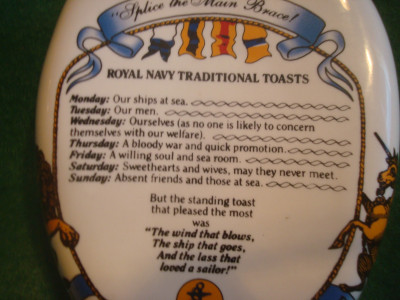 "Splice the Main Brace!
ROYAL NAVY TRADITIONAL TOASTS
Monday: Our ships at sea.
Tuesday: Our men.
Wednesday: Ourselves (as no one is likely to concern
themselves with our welfare).
Thursday: A bloody war and quick promotion.
Friday: A willing soul and sea room.
Saturday: Sweethearts and wives, may they never meet.
Sunday: Absent friends and those at sea.
But the standing toast
that pleased the most
was
"The wind that blows,
The ship that goes,
And the lass that
loved a sailor!"